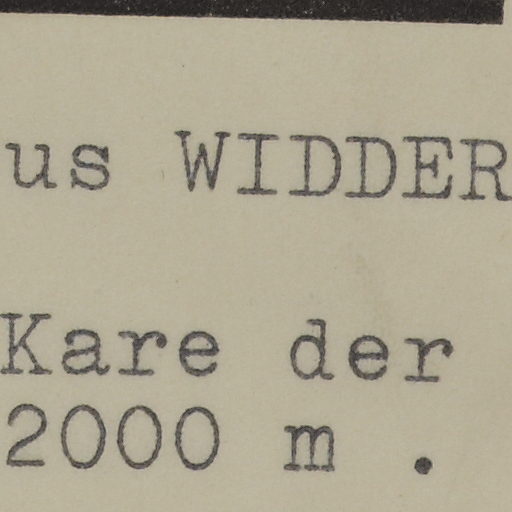 us WIDDER
Kare der
2000 m .